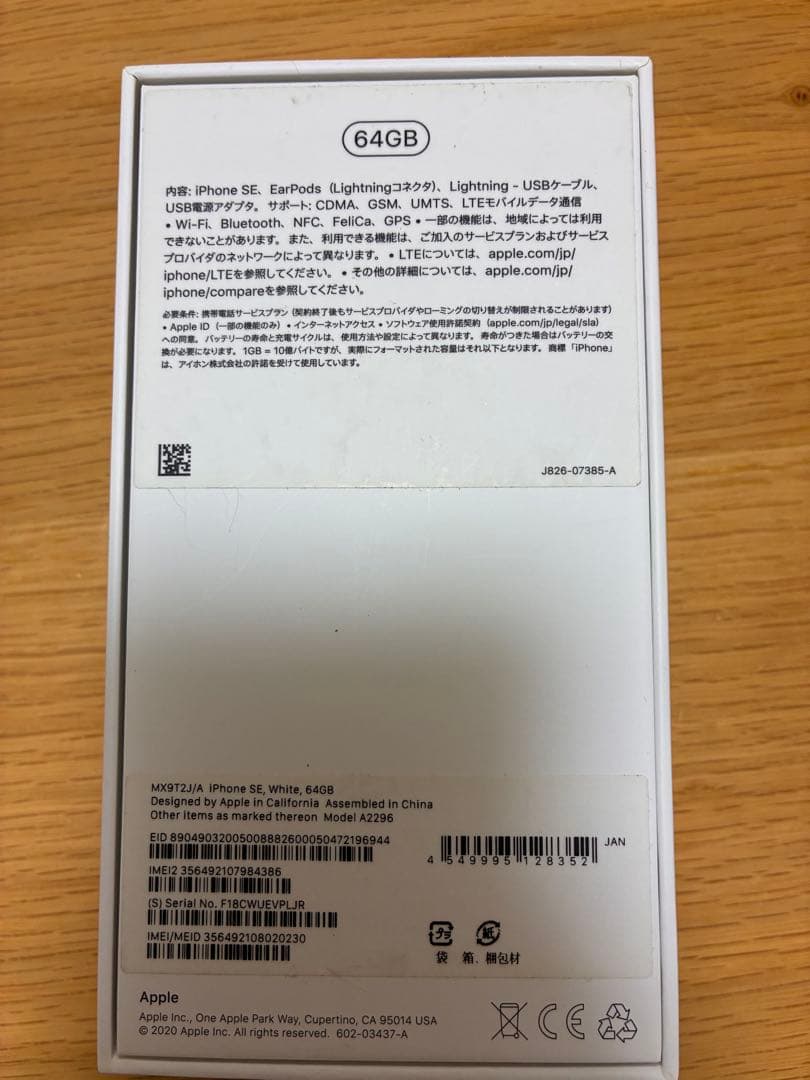 64GB
内容: iPhone SE、EarPods（Lightningコネクタ）、Lightning - USBケーブル、
USB電源アダプタ。 サポート: CDMA、GSM、UMTS、LTEモバイルデータ通信
• Wi-Fi、Bluetooth、NFC、FeliCa、GPS • 一部の機能は、地域によっては利用
できないことがあります。また、利用できる機能は、ご加入のサービスプランおよびサービス
プロバイダのネットワークによって異なります。 • LTEについては、apple.com/jp/
iphone/LTEを参照してください。 • その他の詳細については、apple.com/jp/
iphone/compareを参照してください。
必要条件: 携帯電話サービスプラン（契約終了後もサービスプロバイダやローミングの切り替えが制限されることがあります）
• Apple ID（一部の機能のみ）• インターネットアクセス • ソフトウェア使用許諾契約（apple.com/jp/legal/sla）
への同意。バッテリーの寿命と充電サイクルは、使用方法や設定によって異なります。寿命がつきた場合はバッテリーの交
換が必要になります。1GB = 10億バイトですが、実際にフォーマットされた容量はそれ以下となります。商標「iPhone」
は、アイホン株式会社の許諾を受けて使用しています。
J826-07385-A
MX9T2J/A iPhone SE, White, 64GB
Designed by Apple in California Assembled in China
Other items as marked thereon Model A2296
EID 89049032005008882600050472196944
IMEI2 356492107984386
(S) Serial No. F18CWUEVPLJR
IMEI/MEID 356492108020230
JAN
4 549995 128352
プラ 紙
袋 箱、梱包材
Apple
Apple Inc., One Apple Park Way, Cupertino, CA 95014 USA
© 2020 Apple Inc. All rights reserved. 602-03437-A
CE